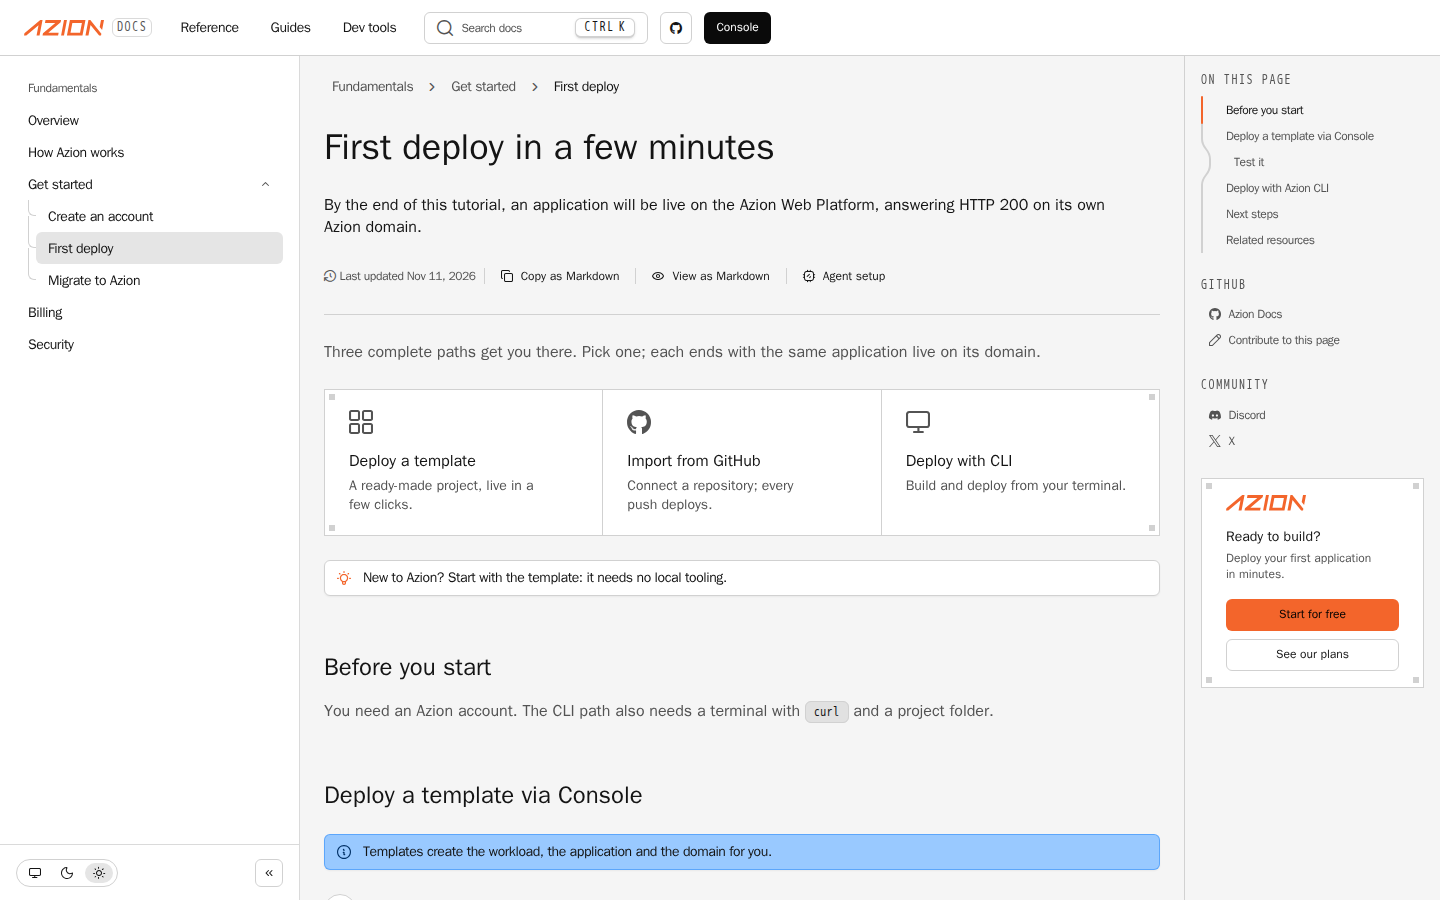 AZION DOCS
Reference
Guides
Dev tools
Search docs
CTRL K
Console
Fundamentals
Overview
How Azion works
Get started
Create an account
First deploy
Migrate to Azion
Billing
Security
Fundamentals > Get started > First deploy
First deploy in a few minutes
By the end of this tutorial, an application will be live on the Azion Web Platform, answering HTTP 200 on its own
Azion domain.
Last updated Nov 11, 2026
Copy as Markdown
View as Markdown
Agent setup
Three complete paths get you there. Pick one; each ends with the same application live on its domain.
Deploy a template
A ready-made project, live in a
few clicks.
Import from GitHub
Connect a repository; every
push deploys.
Deploy with CLI
Build and deploy from your terminal.
New to Azion? Start with the template: it needs no local tooling.
Before you start
You need an Azion account. The CLI path also needs a terminal with curl and a project folder.
Deploy a template via Console
Templates create the workload, the application and the domain for you.
ON THIS PAGE
Before you start
Deploy a template via Console
Test it
Deploy with Azion CLI
Next steps
Related resources
GITHUB
Azion Docs
Contribute to this page
COMMUNITY
Discord
X
AZION
Ready to build?
Deploy your first application
in minutes.
Start for free
See our plans